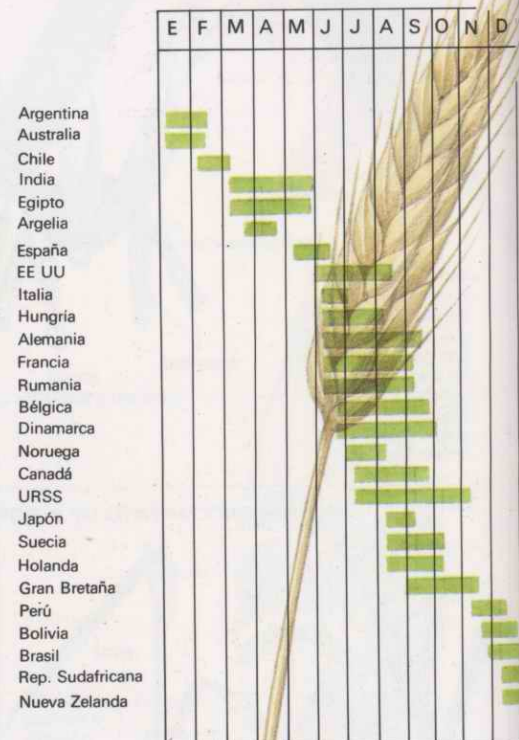 E F M A M J J A S O N D
Argentina
Australia
Chile
India
Egipto
Argelia
España
EE UU
Italia
Hungría
Alemania
Francia
Rumania
Bélgica
Dinamarca
Noruega
Canadá
URSS
Japón
Suecia
Holanda
Gran Bretaña
Perú
Bolivia
Brasil
Rep. Sudafricana
Nueva Zelanda